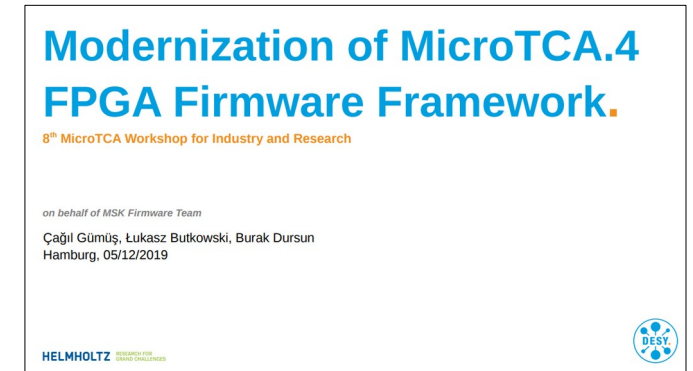 Modernization of MicroTCA.4
FPGA Firmware Framework.
8th MicroTCA Workshop for Industry and Research
on behalf of MSK Firmware Team
Çağıl Gümüş, Łukasz Butkowski, Burak Dursun
Hamburg, 05/12/2019
HELMHOLTZ RESEARCH FOR
GRAND CHALLENGES
DESY.